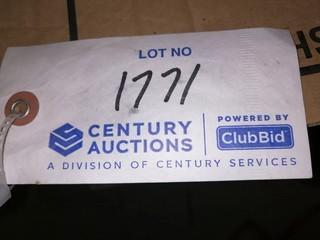 LOT NO
1771
CENTURY AUCTIONS
POWERED BY
ClubBid
A DIVISION OF CENTURY SERVICES